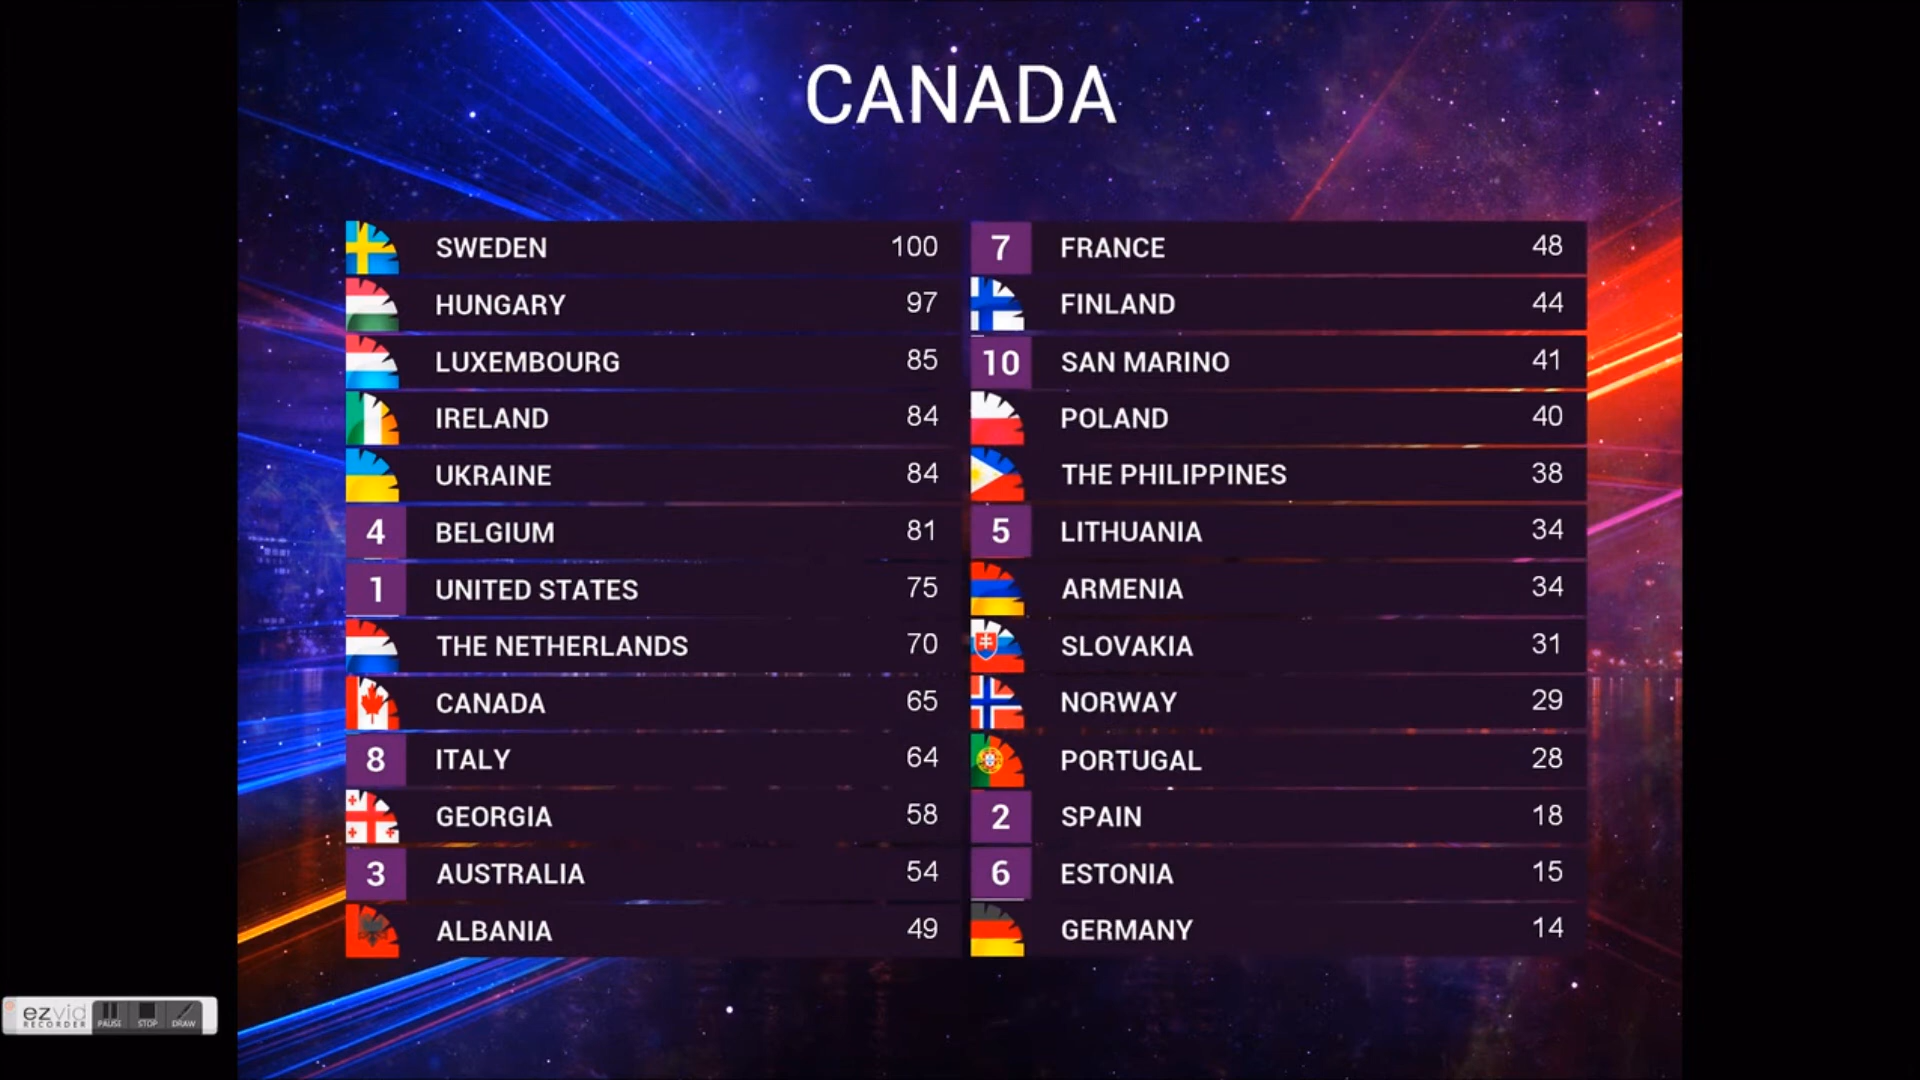 CANADA
SWEDEN 100
HUNGARY 97
LUXEMBOURG 85
IRELAND 84
UKRAINE 84
4 BELGIUM 81
1 UNITED STATES 75
THE NETHERLANDS 70
CANADA 65
8 ITALY 64
GEORGIA 58
3 AUSTRALIA 54
ALBANIA 49
7 FRANCE 48
FINLAND 44
10 SAN MARINO 41
POLAND 40
THE PHILIPPINES 38
5 LITHUANIA 34
ARMENIA 34
SLOVAKIA 31
NORWAY 29
PORTUGAL 28
2 SPAIN 18
6 ESTONIA 15
GERMANY 14
ezvid
RECORDER
PAUSE STOP DRAW